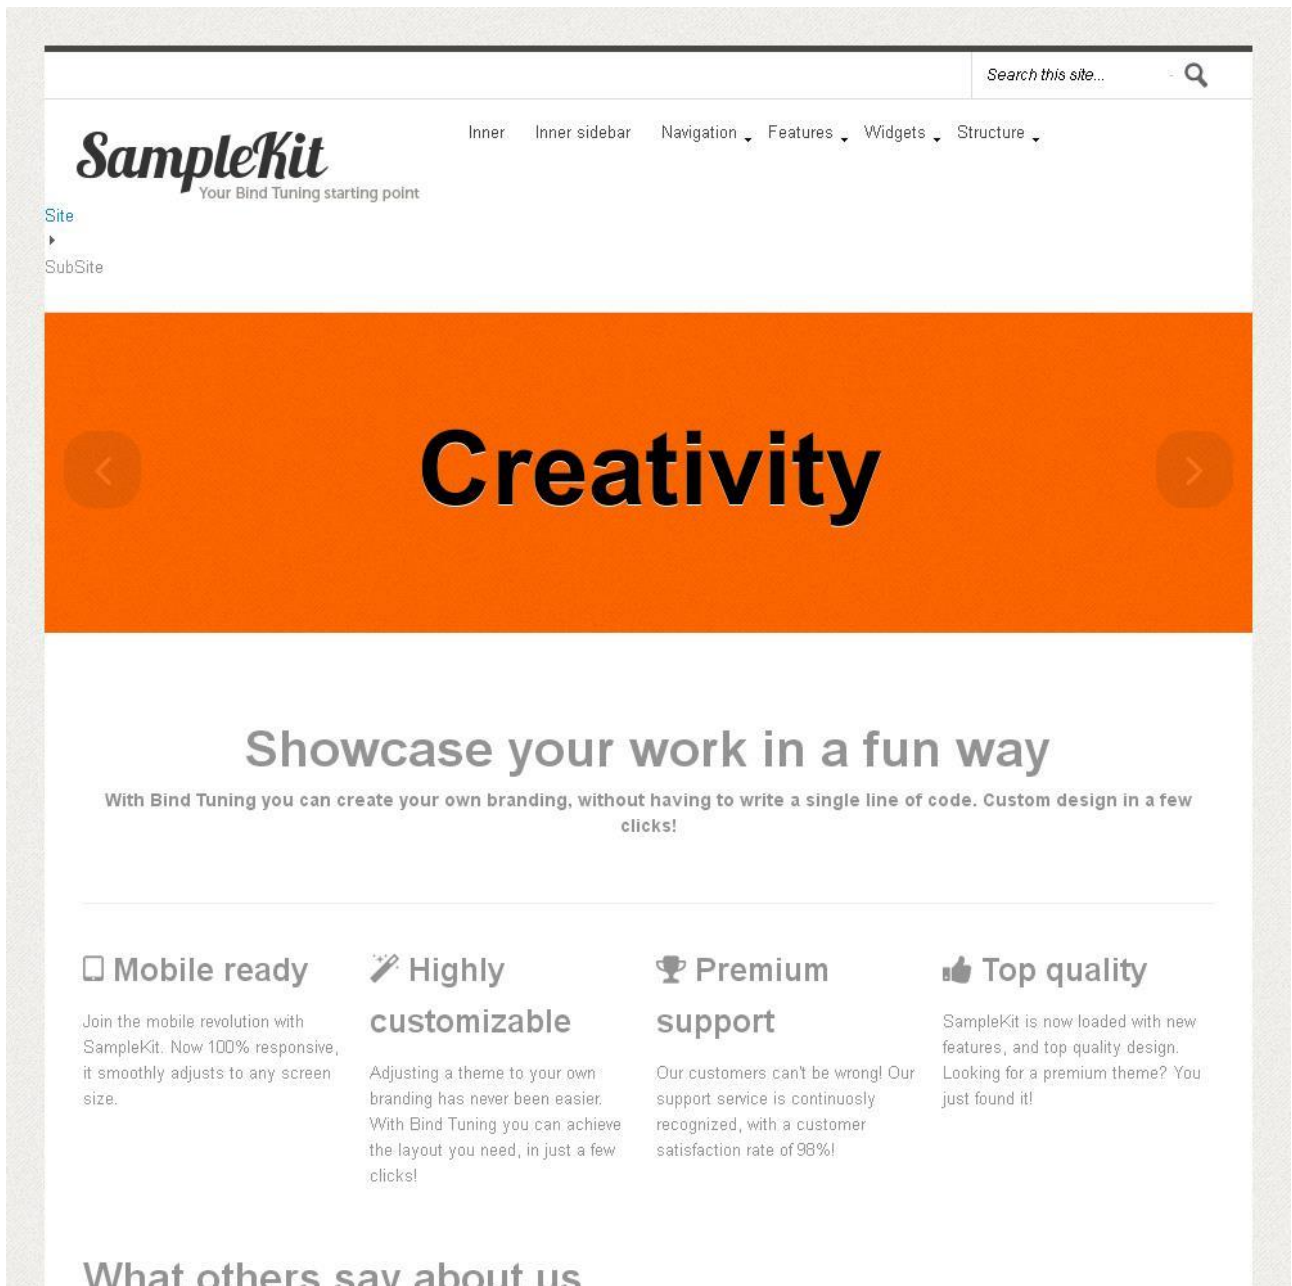 Search this site...
SampleKit
Your Bind Tuning starting point
Inner Inner sidebar Navigation Features Widgets Structure
Site
SubSite
Creativity
Showcase your work in a fun way
With Bind Tuning you can create your own branding, without having to write a single line of code. Custom design in a few
clicks!
Mobile ready
Join the mobile revolution with
SampleKit. Now 100% responsive,
it smoothly adjusts to any screen
size.
Highly
customizable
Adjusting a theme to your own
branding has never been easier.
With Bind Tuning you can achieve
the layout you need, in just a few
clicks!
Premium
support
Our customers can't be wrong! Our
support service is continuosly
recognized, with a customer
satisfaction rate of 98%!
Top quality
SampleKit is now loaded with new
features, and top quality design.
Looking for a premium theme? You
just found it!
What others say about us